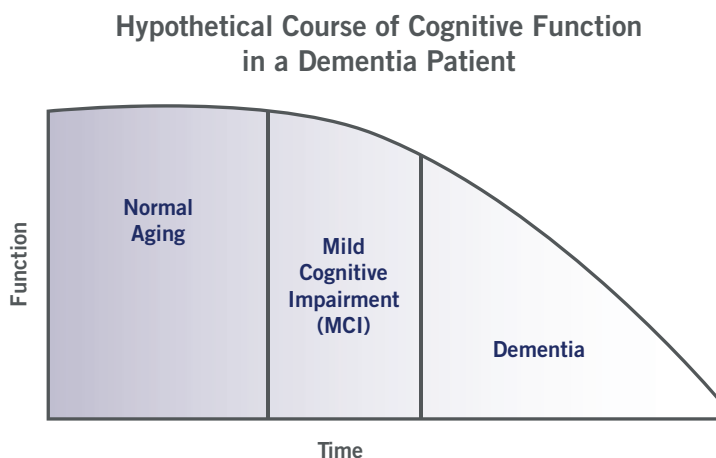 Hypothetical Course of Cognitive Function
in a Dementia Patient
Function
Normal
Aging
Mild
Cognitive
Impairment
(MCI)
Dementia
Time